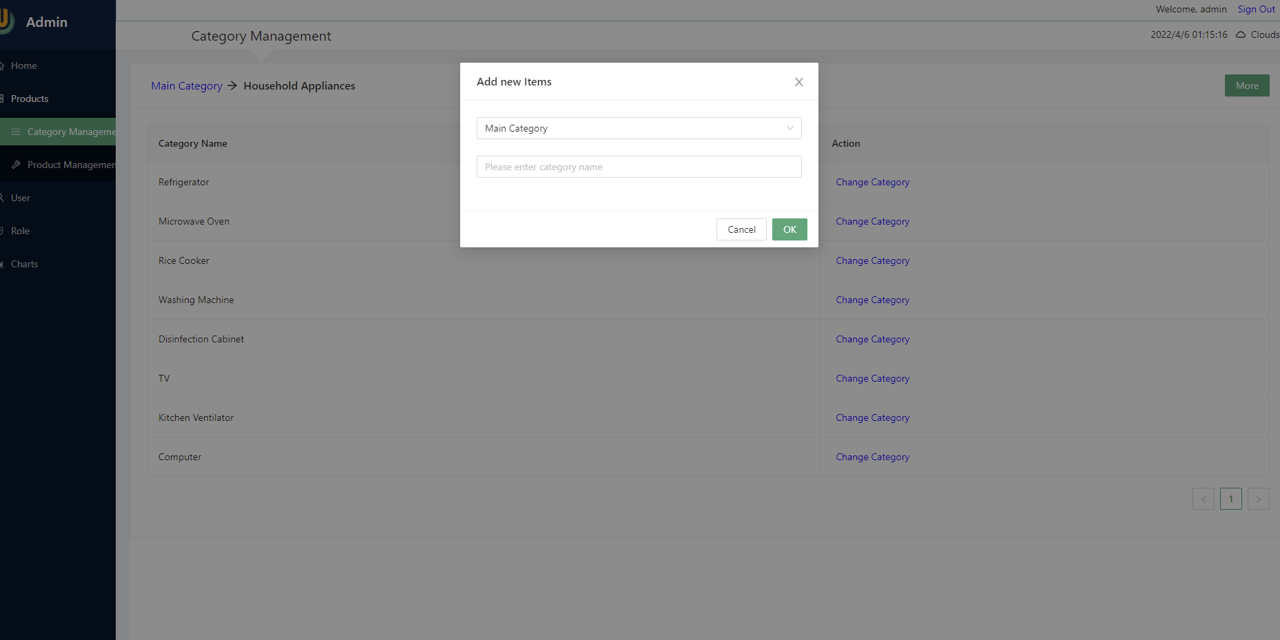 Admin
Welcome, admin Sign Out
Category Management
2022/4/6 01:15:16 Clouds
Home
Products
Category Manageme
Product Managemen
User
Role
Charts
Main Category → Household Appliances
More
Add new Items
Main Category
Please enter category name
Cancel OK
Category Name Action
Refrigerator Change Category
Microwave Oven Change Category
Rice Cooker Change Category
Washing Machine Change Category
Disinfection Cabinet Change Category
TV Change Category
Kitchen Ventilator Change Category
Computer Change Category
< 1 >